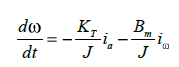 dω/dt = -K_T/J i_a - B_m/J i_ω